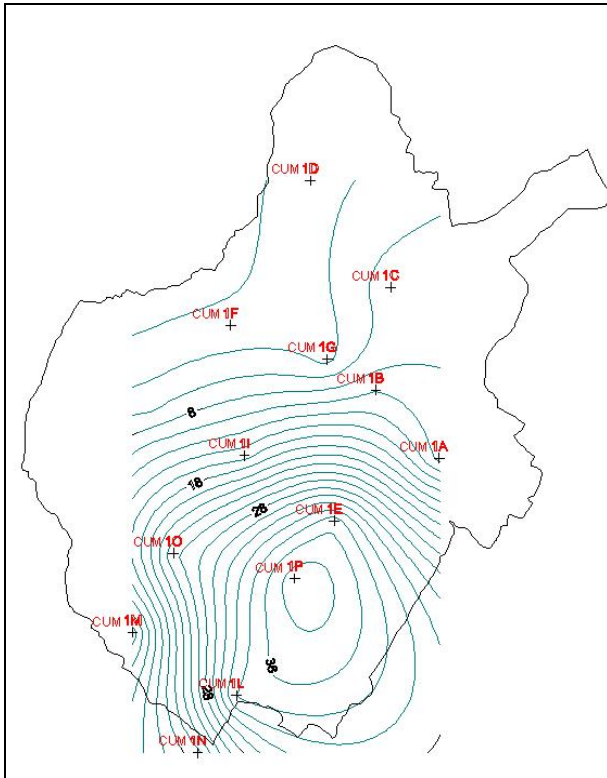 CUM 1D
CUM 1C
CUM 1F
CUM 1G
CUM 1B
8
CUM 1I
CUM 1A
18
28
CUM 1E
CUM 1O
CUM 1P
CUM 1M
38
CUM 1L
28
CUM 1N